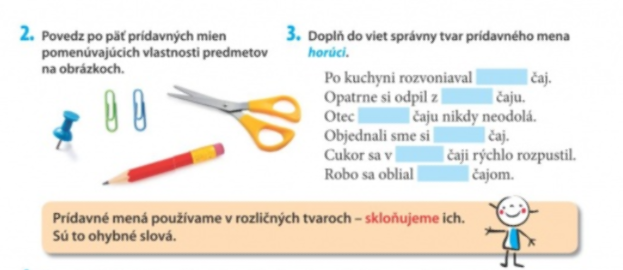 2. Povedz po päť prídavných mien
pomenúvajúcich vlastnosti predmetov
na obrázkoch.
3. Doplň do viet správny tvar prídavného mena
horúci.
Po kuchyni rozvoniaval čaj.
Opatrne si odpil z čaju.
Otec čaju nikdy neodolá.
Objednali sme si čaj.
Cukor sa v čaji rýchlo rozpustil.
Robo sa oblial čajom.
Prídavné mená používame v rozličných tvaroch – skloňujeme ich.
Sú to ohybné slová.